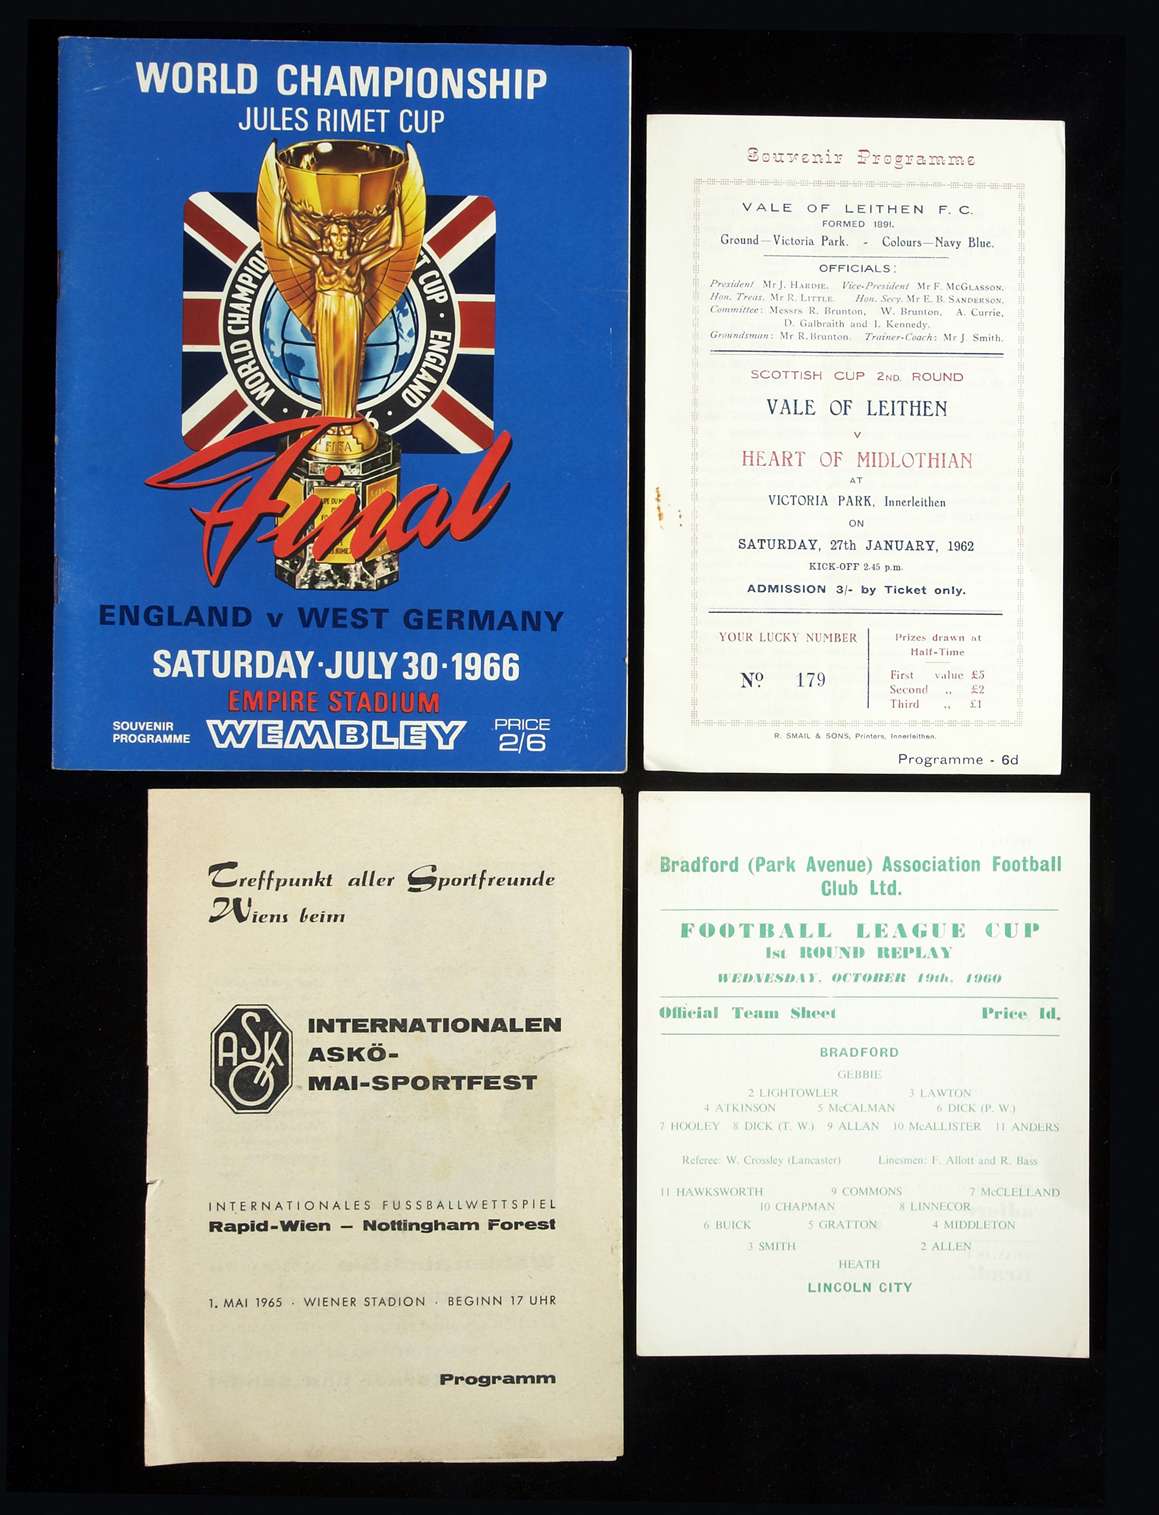 WORLD CHAMPIONSHIP
JULES RIMET CUP
WORLD CHAMPION
CUP · ENGLAND
FIFA
Final
ENGLAND v WEST GERMANY
SATURDAY · JULY 30 · 1966
EMPIRE STADIUM
SOUVENIR
PROGRAMME
WEMBLEY
PRICE
2/6
Souvenir Programme
VALE OF LEITHEN F. C.
FORMED 1891.
Ground—Victoria Park. - Colours—Navy Blue.
OFFICIALS:
President Mr J. HARDIE. Vice-President Mr F. McGLASSON.
Hon. Treas. Mr R. LITTLE. Hon. Secy. Mr E. B. SANDERSON.
Committee: Messrs R. Brunton, W. Brunton, A. Currie,
D. Galbraith and I. Kennedy.
Groundsman: Mr R. Brunton. Trainer-Coach: Mr J. Smith.
SCOTTISH CUP 2ND. ROUND
VALE OF LEITHEN
v
HEART OF MIDLOTHIAN
AT
VICTORIA PARK, Innerleithen
ON
SATURDAY, 27th JANUARY, 1962
KICK-OFF 2.45 p.m.
ADMISSION 3/- by Ticket only.
YOUR LUCKY NUMBER
No. 179
Prizes drawn at
Half-Time
First value £5
Second ,, £2
Third ,, £1
R. SMAIL & SONS, Printers, Innerleithen.
Programme - 6d
Treffpunkt aller Sportfreunde
Wiens beim
ASKÖ
INTERNATIONALEN
ASKÖ-
MAI-SPORTFEST
INTERNATIONALES FUSSBALLWETTSPIEL
Rapid-Wien — Nottingham Forest
1. MAI 1965 · WIENER STADION · BEGINN 17 UHR
Programm
Bradford (Park Avenue) Association Football
Club Ltd.
FOOTBALL LEAGUE CUP
1st ROUND REPLAY
WEDNESDAY, OCTOBER 19th, 1960
Official Team Sheet Price 1d.
BRADFORD
GEBBIE
2 LIGHTOWLER 3 LAWTON
4 ATKINSON 5 McCALMAN 6 DICK (P. W.)
7 HOOLEY 8 DICK (T. W.) 9 ALLAN 10 McALLISTER 11 ANDERS
Referee: W. Crossley (Lancaster) Linesmen: F. Allott and R. Bass
11 HAWKSWORTH 9 COMMONS 7 McCLELLAND
10 CHAPMAN 8 LINNECOR
6 BUICK 5 GRATTON 4 MIDDLETON
3 SMITH 2 ALLEN
HEATH
LINCOLN CITY